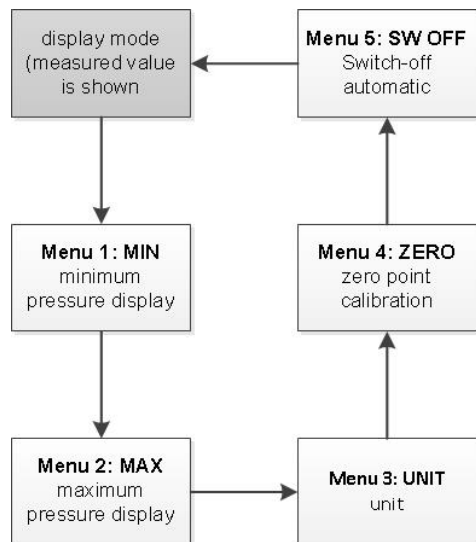 display mode
(measured value
is shown
Menu 1: MIN
minimum
pressure display
Menu 2: MAX
maximum
pressure display
Menu 3: UNIT
unit
Menu 4: ZERO
zero point
calibration
Menu 5: SW OFF
Switch-off
automatic